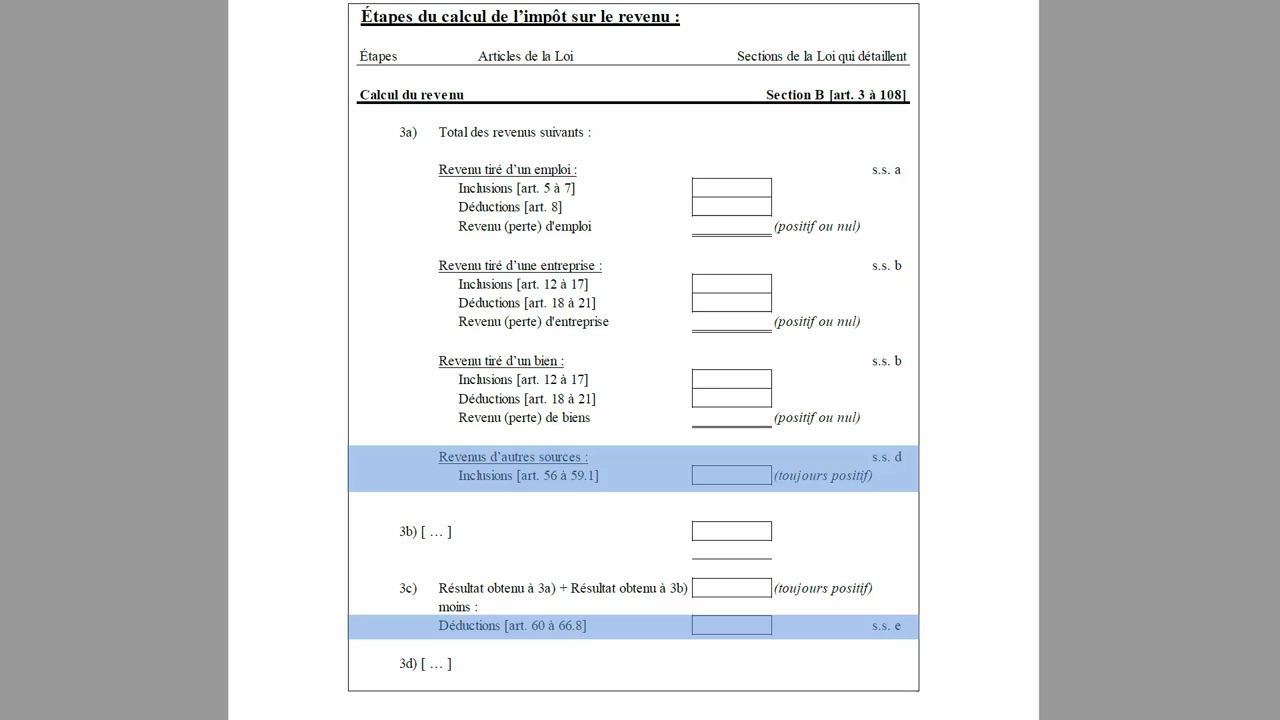 Étapes du calcul de l’impôt sur le revenu :
Étapes Articles de la Loi Sections de la Loi qui détaillent
Calcul du revenu Section B [art. 3 à 108]
3a) Total des revenus suivants :
Revenu tiré d’un emploi : s.s. a
Inclusions [art. 5 à 7]
Déductions [art. 8]
Revenu (perte) d'emploi (positif ou nul)
Revenu tiré d’une entreprise : s.s. b
Inclusions [art. 12 à 17]
Déductions [art. 18 à 21]
Revenu (perte) d'entreprise (positif ou nul)
Revenu tiré d’un bien : s.s. b
Inclusions [art. 12 à 17]
Déductions [art. 18 à 21]
Revenu (perte) de biens (positif ou nul)
Revenus d’autres sources : s.s. d
Inclusions [art. 56 à 59.1] (toujours positif)
3b) [ … ]
3c) Résultat obtenu à 3a) + Résultat obtenu à 3b) (toujours positif)
moins :
Déductions [art. 60 à 66.8] s.s. e
3d) [ … ]